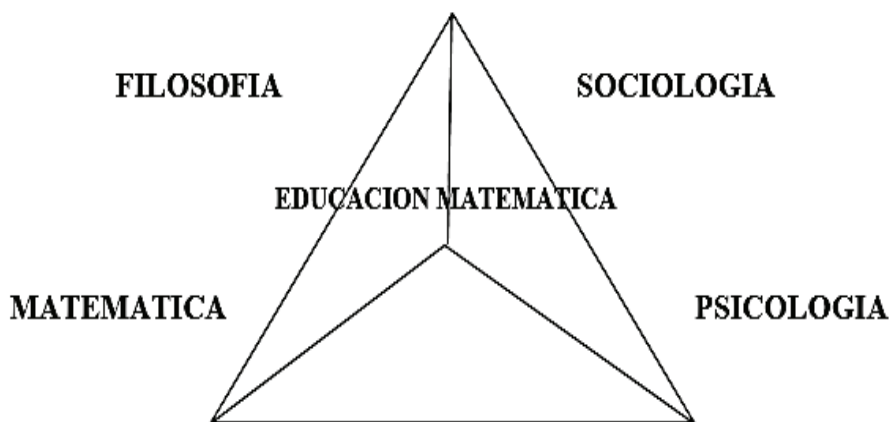 FILOSOFIA
SOCIOLOGIA
EDUCACION MATEMATICA
MATEMATICA
PSICOLOGIA